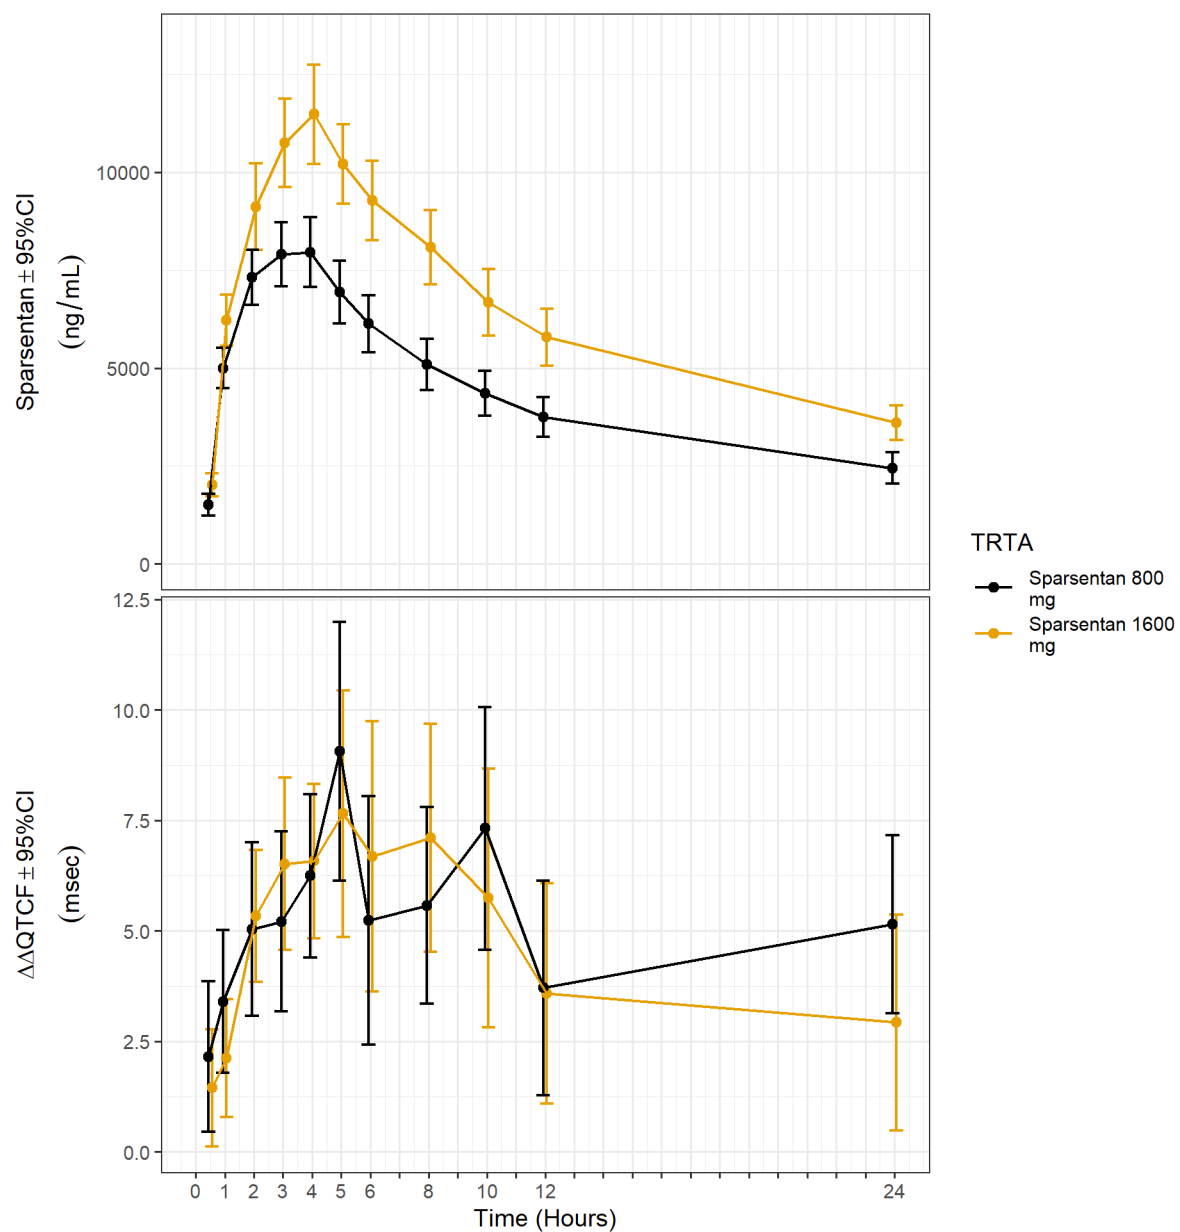 Sparsentan ± 95%CI
(ng/mL)
10000
5000
0
ΔΔQTCF ± 95%CI
(msec)
12.5
10.0
7.5
5.0
2.5
0.0
0 1 2 3 4 5 6 8 10 12 24
Time (Hours)
TRTA
Sparsentan 800
mg
Sparsentan 1600
mg